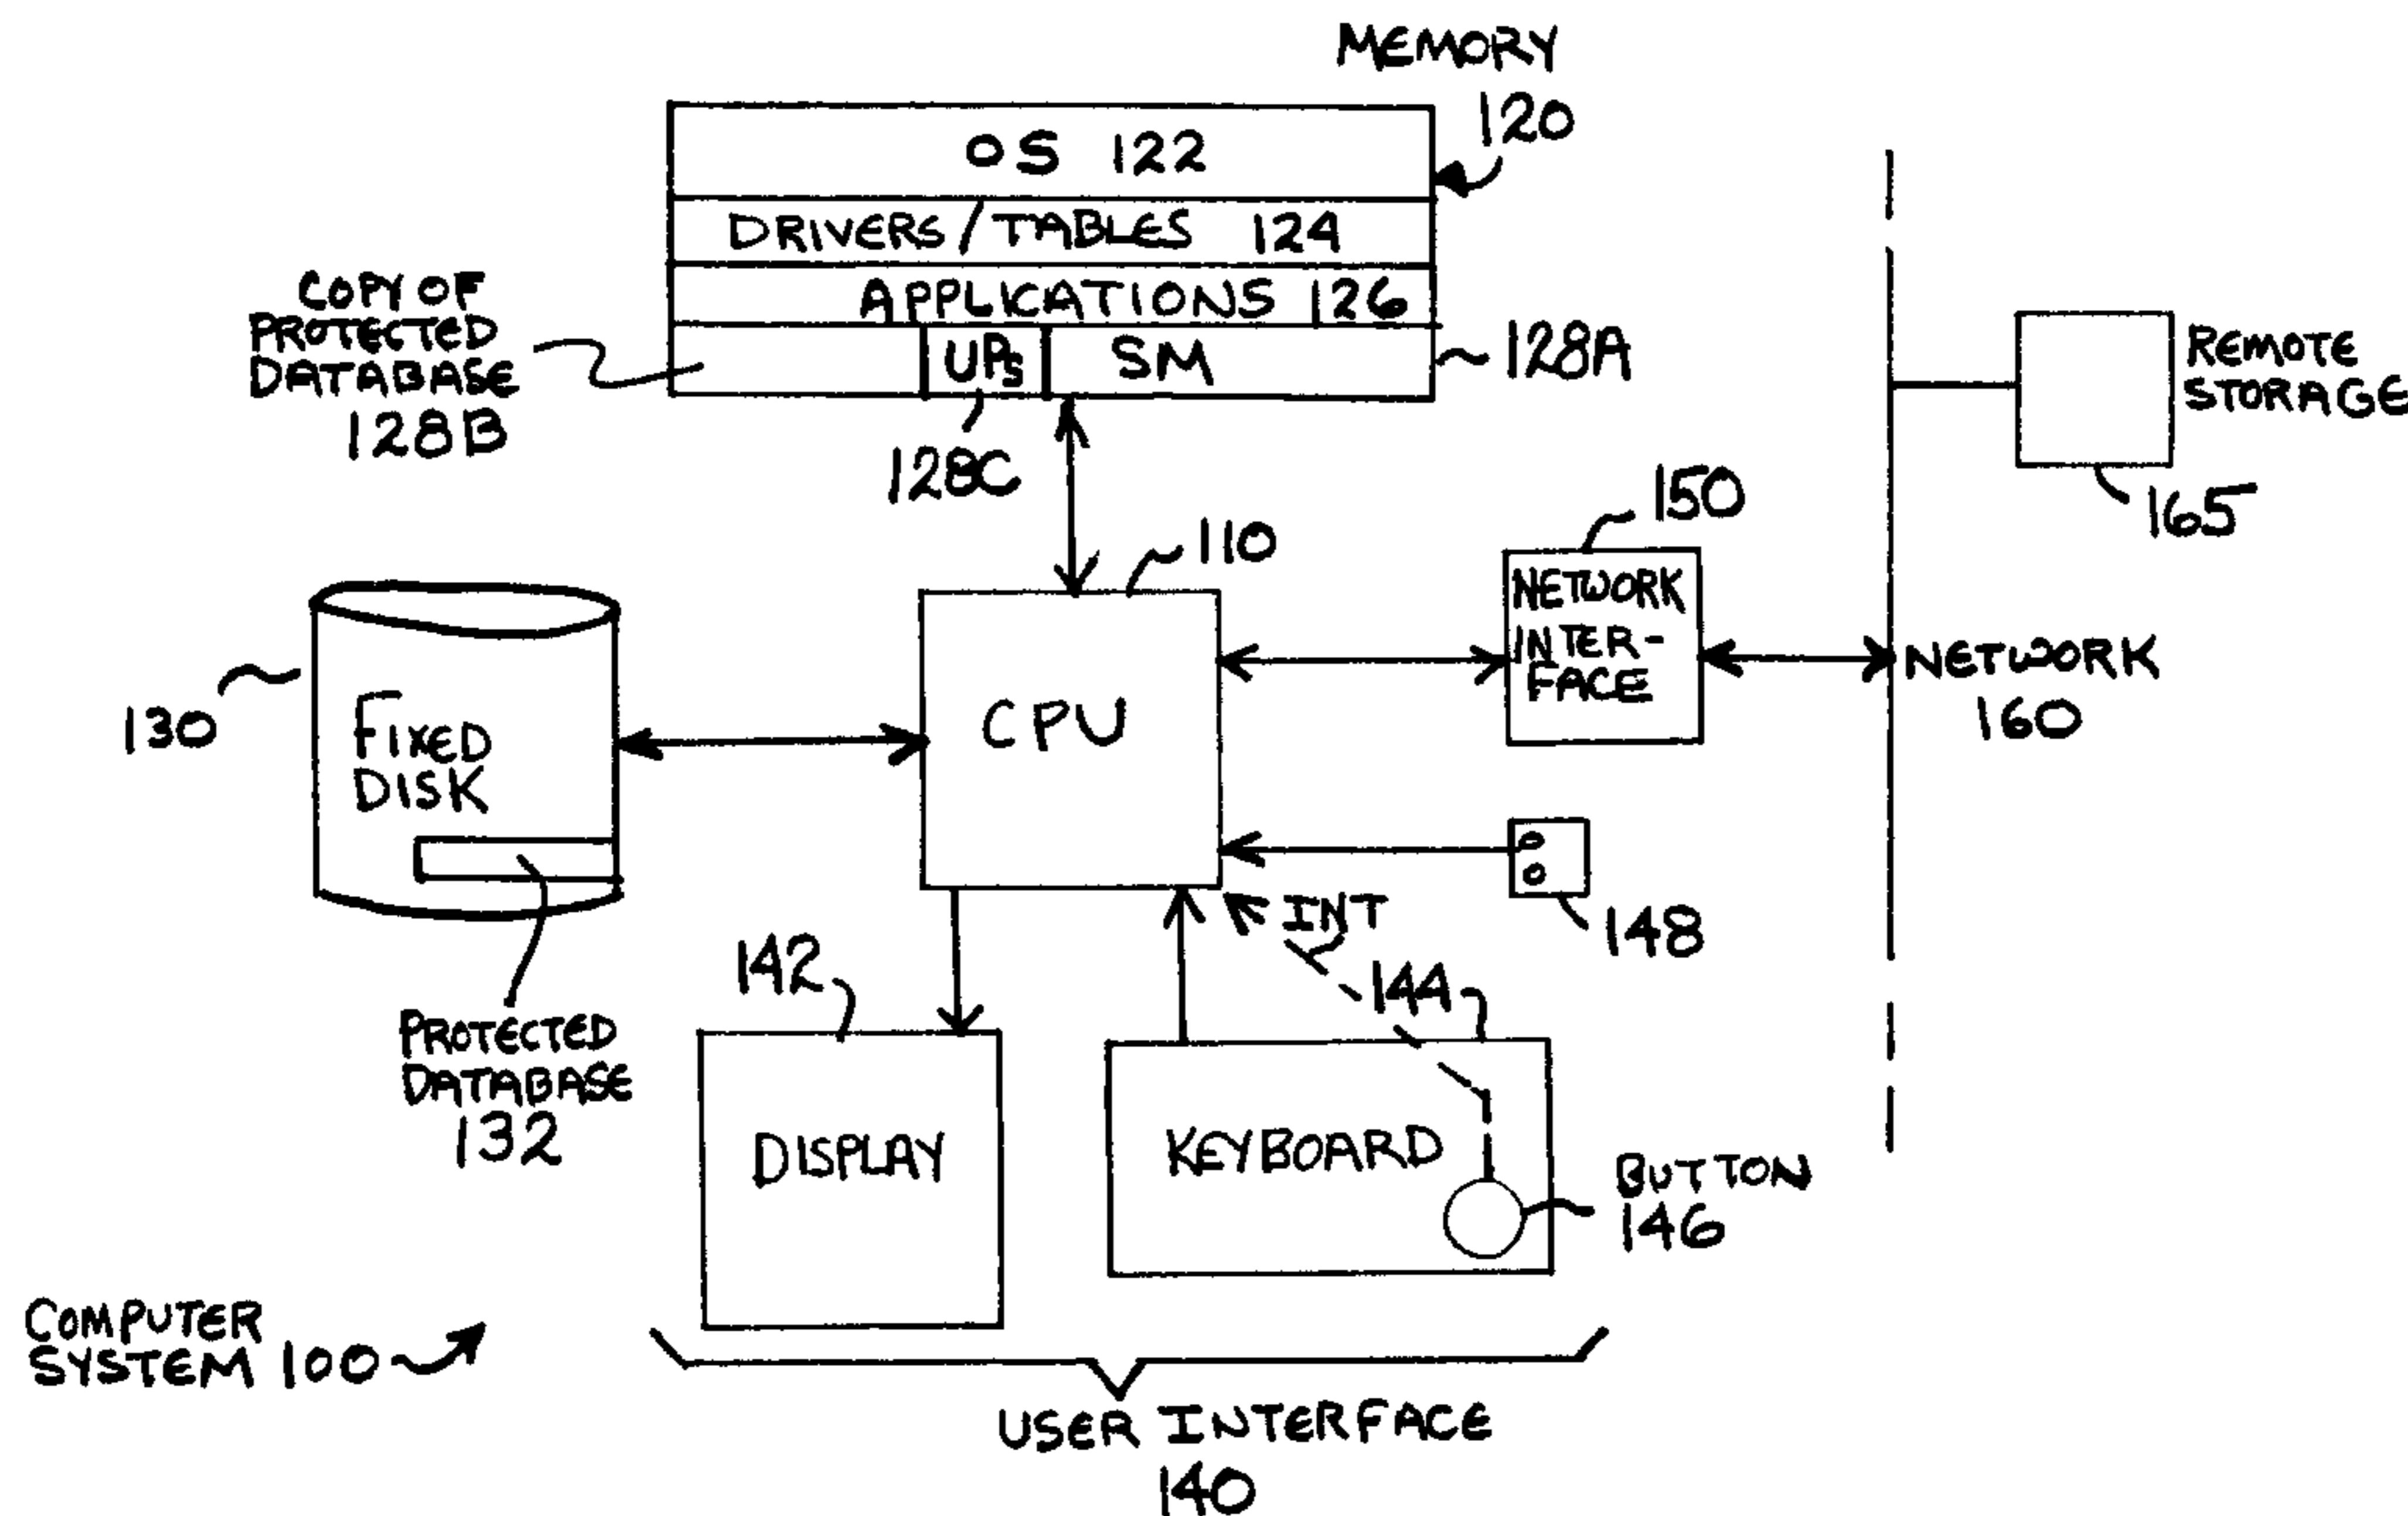 MEMORY
120
OS 122
DRIVERS / TABLES 124
APPLICATIONS 126
UPs
SM
128A
COPY OF
PROTECTED
DATABASE
128B
128C
REMOTE
STORAGE
165
150
110
NETWORK
INTER-
FACE
NETWORK
160
130
FIXED
DISK
CPU
INT
148
142
144
PROTECTED
DATABASE
132
DISPLAY
KEYBOARD
BUTTON
146
COMPUTER
SYSTEM 100
USER INTERFACE
140